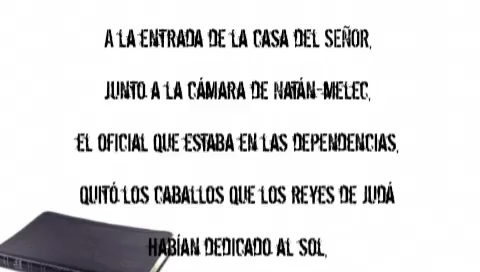 A LA ENTRADA DE LA CASA DEL SEÑOR,
JUNTO A LA CÁMARA DE NATÁN-MELEC,
EL OFICIAL QUE ESTABA EN LAS DEPENDENCIAS,
QUITÓ LOS CABALLOS QUE LOS REYES DE JUDÁ
HABÍAN DEDICADO AL SOL,